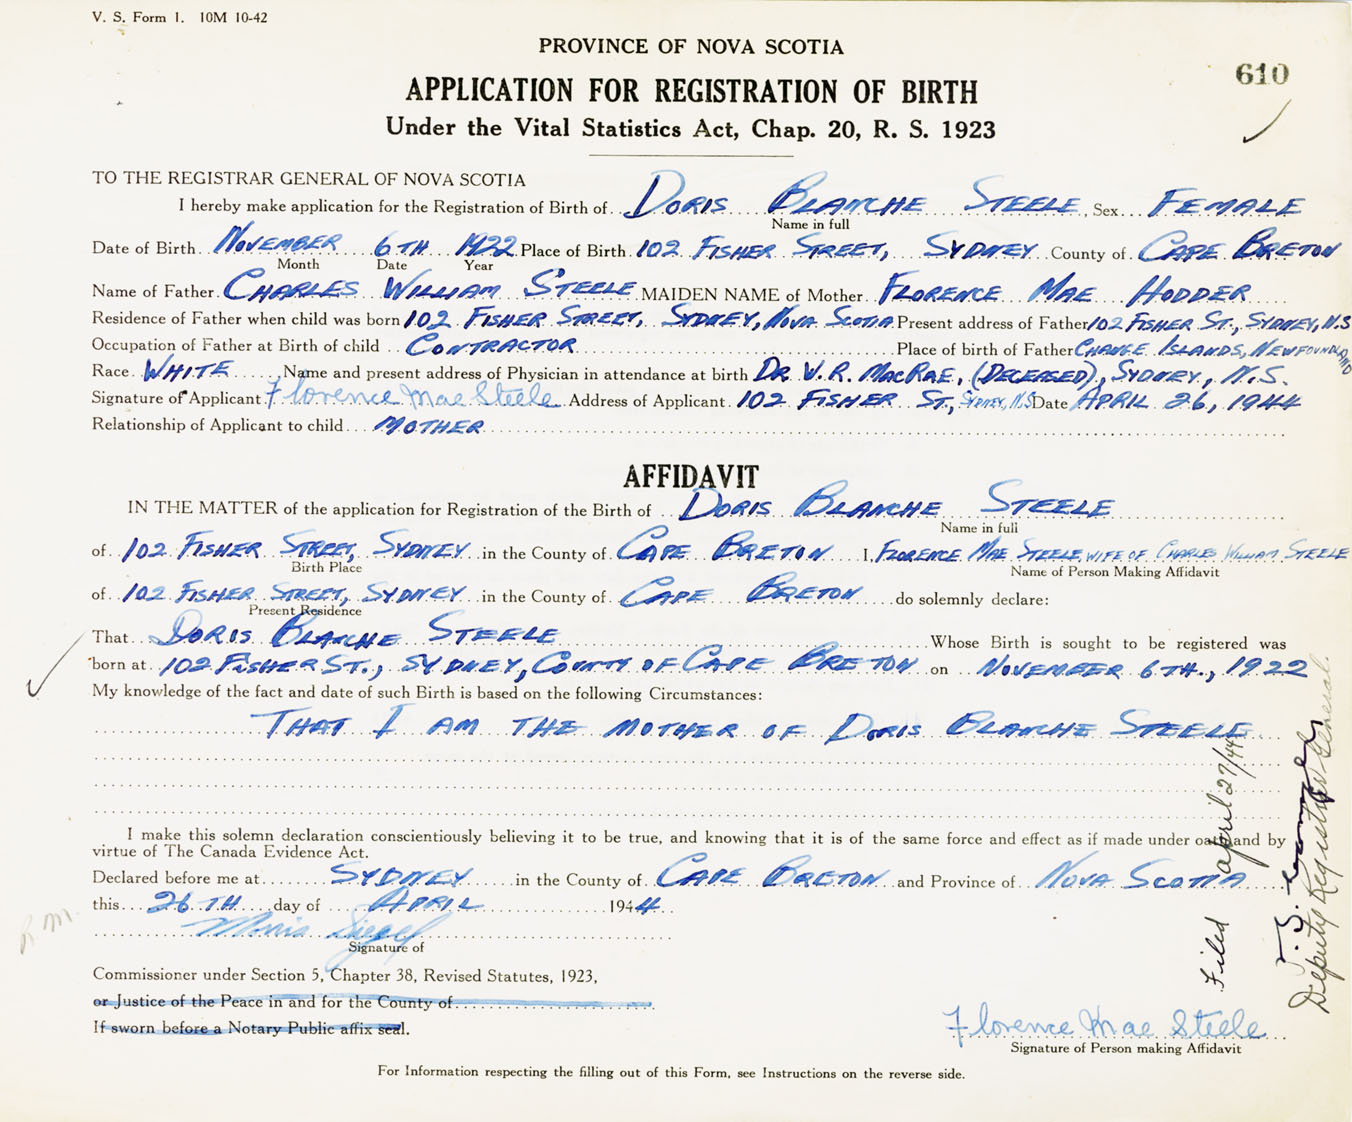 V. S. Form 1. 10M 10-42
PROVINCE OF NOVA SCOTIA
610
APPLICATION FOR REGISTRATION OF BIRTH
Under the Vital Statistics Act, Chap. 20, R. S. 1923
TO THE REGISTRAR GENERAL OF NOVA SCOTIA
I hereby make application for the Registration of Birth of DORIS BLANCHE STEELE, Sex FEMALE
Name in full
Date of Birth NOVEMBER 6TH 1922 Place of Birth 102 FISHER STREET, SYDNEY County of CAPE BRETON
Month Date Year
Name of Father CHARLES WILLIAM STEELE MAIDEN NAME of Mother FLORENCE MAE HODDER
Residence of Father when child was born 102 FISHER STREET, SYDNEY, NOVA SCOTIA Present address of Father 102 FISHER ST., SYDNEY, N.S
Occupation of Father at Birth of child CONTRACTOR Place of birth of Father CHANGE ISLANDS, NEWFOUNDLAND
Race WHITE Name and present address of Physician in attendance at birth DR W.R. MACRAE, (DECEASED), SYDNEY, N.S.
Signature of Applicant Florence Mae Steele Address of Applicant 102 FISHER ST, SYDNEY, N.S Date APRIL 26, 1944
Relationship of Applicant to child MOTHER
AFFIDAVIT
IN THE MATTER of the application for Registration of the Birth of DORIS BLANCHE STEELE
Name in full
of 102 FISHER STREET, SYDNEY in the County of CAPE BRETON I, FLORENCE MAE STEELE, WIFE OF CHARLES WILLIAM STEELE
Birth Place Name of Person Making Affidavit
of 102 FISHER STREET, SYDNEY in the County of CAPE BRETON do solemnly declare:
Present Residence
That DORIS BLANCHE STEELE Whose Birth is sought to be registered was
born at 102 FISHER ST., SYDNEY, COUNTY OF CAPE BRETON on NOVEMBER 6TH., 1922
My knowledge of the fact and date of such Birth is based on the following Circumstances:
THAT I AM THE MOTHER OF DORIS BLANCHE STEELE
I make this solemn declaration conscientiously believing it to be true, and knowing that it is of the same force and effect as if made under oath and by
virtue of The Canada Evidence Act.
Declared before me at SYDNEY in the County of CAPE BRETON and Province of NOVA SCOTIA
this 26TH day of APRIL 1944
R.M.
Signature of
Commissioner under Section 5, Chapter 38, Revised Statutes, 1923,
or Justice of the Peace in and for the County of
If sworn before a Notary Public affix seal.
Florence Mae Steele
Signature of Person making Affidavit
For Information respecting the filling out of this Form, see Instructions on the reverse side.
Filed April 27/44
Deputy Registrar General.